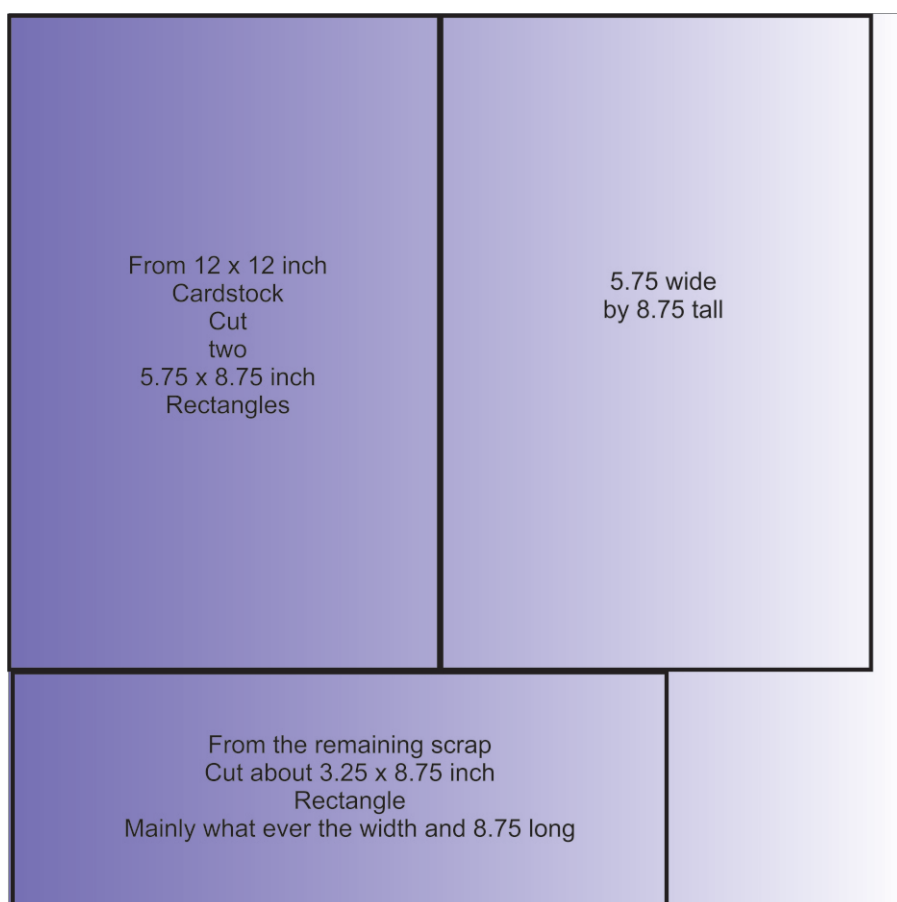 From 12 x 12 inch
Cardstock
Cut
two
5.75 x 8.75 inch
Rectangles
5.75 wide
by 8.75 tall
From the remaining scrap
Cut about 3.25 x 8.75 inch
Rectangle
Mainly what ever the width and 8.75 long